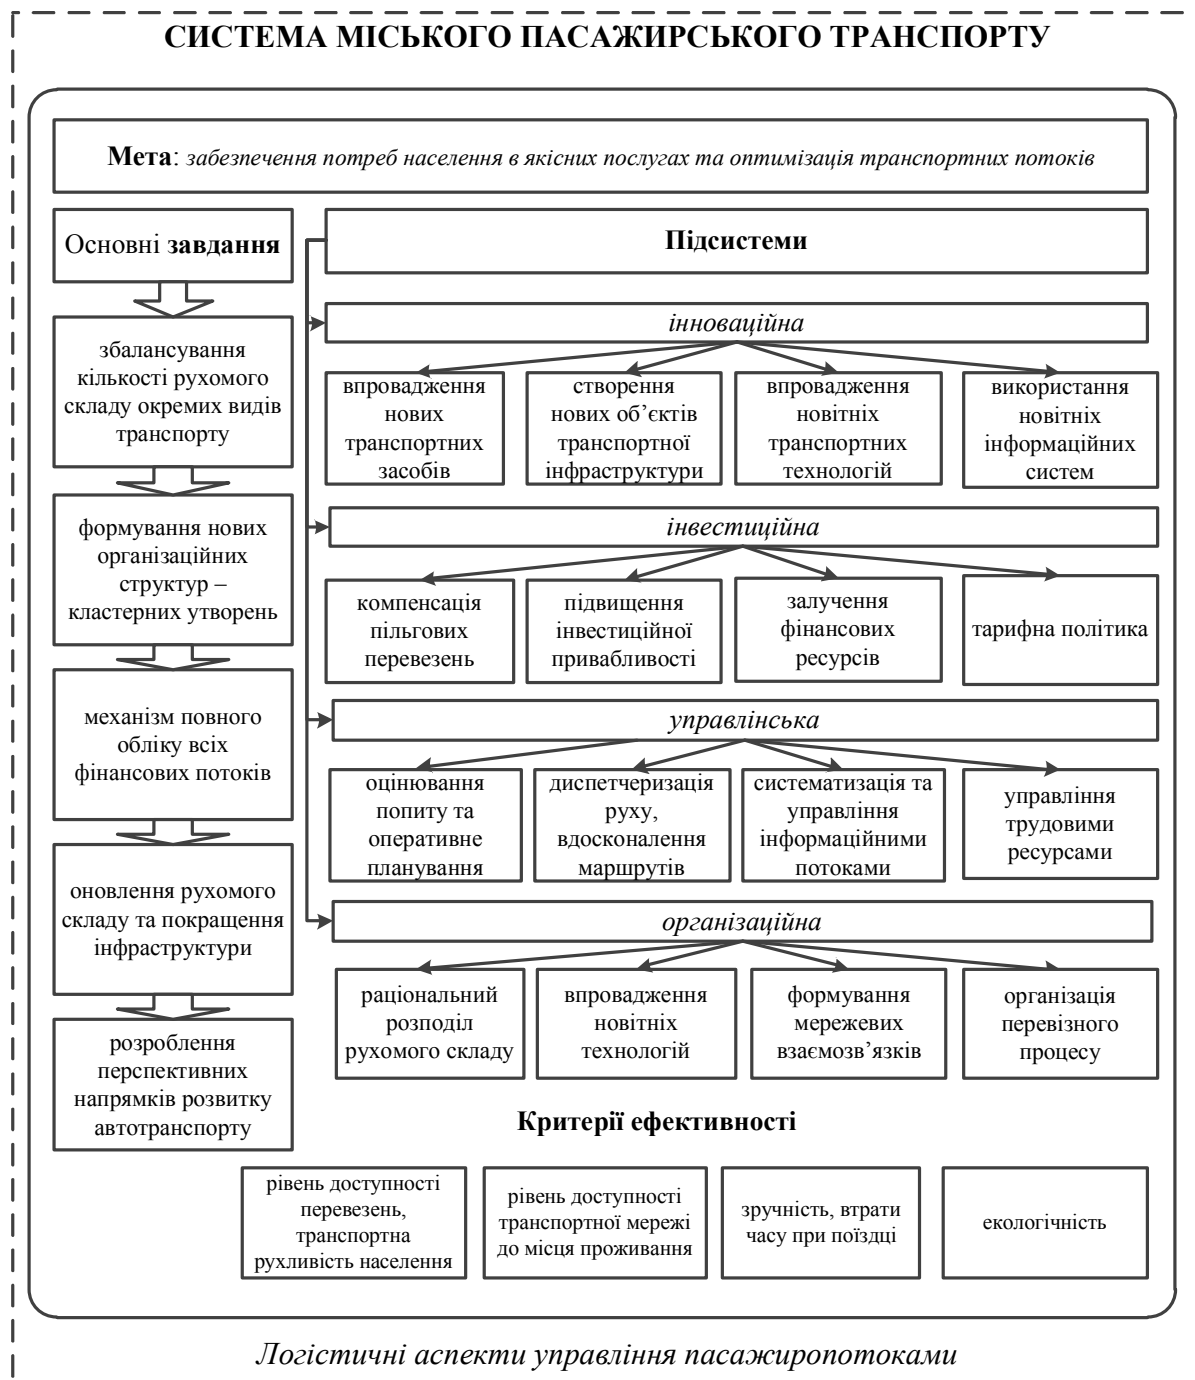 СИСТЕМА МІСЬКОГО ПАСАЖИРСЬКОГО ТРАНСПОРТУ
Мета: забезпечення потреб населення в якісних послугах та оптимізація транспортних потоків
Основні завдання
збалансування
кількості рухомого
складу окремих видів
транспорту
формування нових
організаційних
структур –
кластерних утворень
механізм повного
обліку всіх
фінансових потоків
оновлення рухомого
складу та покращення
інфраструктури
розроблення
перспективних
напрямків розвитку
автотранспорту
Підсистеми
інноваційна
впровадження
нових
транспортних
засобів
створення
нових об’єктів
транспортної
інфраструктури
впровадження
новітніх
транспортних
технологій
використання
новітніх
інформаційних
систем
інвестиційна
компенсація
пільгових
перевезень
підвищення
інвестиційної
привабливості
залучення
фінансових
ресурсів
тарифна політика
управлінська
оцінювання
попиту та
оперативне
планування
диспетчеризація
руху,
вдосконалення
маршрутів
систематизація та
управління
інформаційними
потоками
управління
трудовими
ресурсами
організаційна
раціональний
розподіл
рухомого складу
впровадження
новітніх
технологій
формування
мережевих
взаємозв’язків
організація
перевізного
процесу
Критерії ефективності
рівень доступності
перевезень,
транспортна
рухливість населення
рівень доступності
транспортної мережі
до місця проживання
зручність, втрати
часу при поїздці
екологічність
Логістичні аспекти управління пасажиропотоками